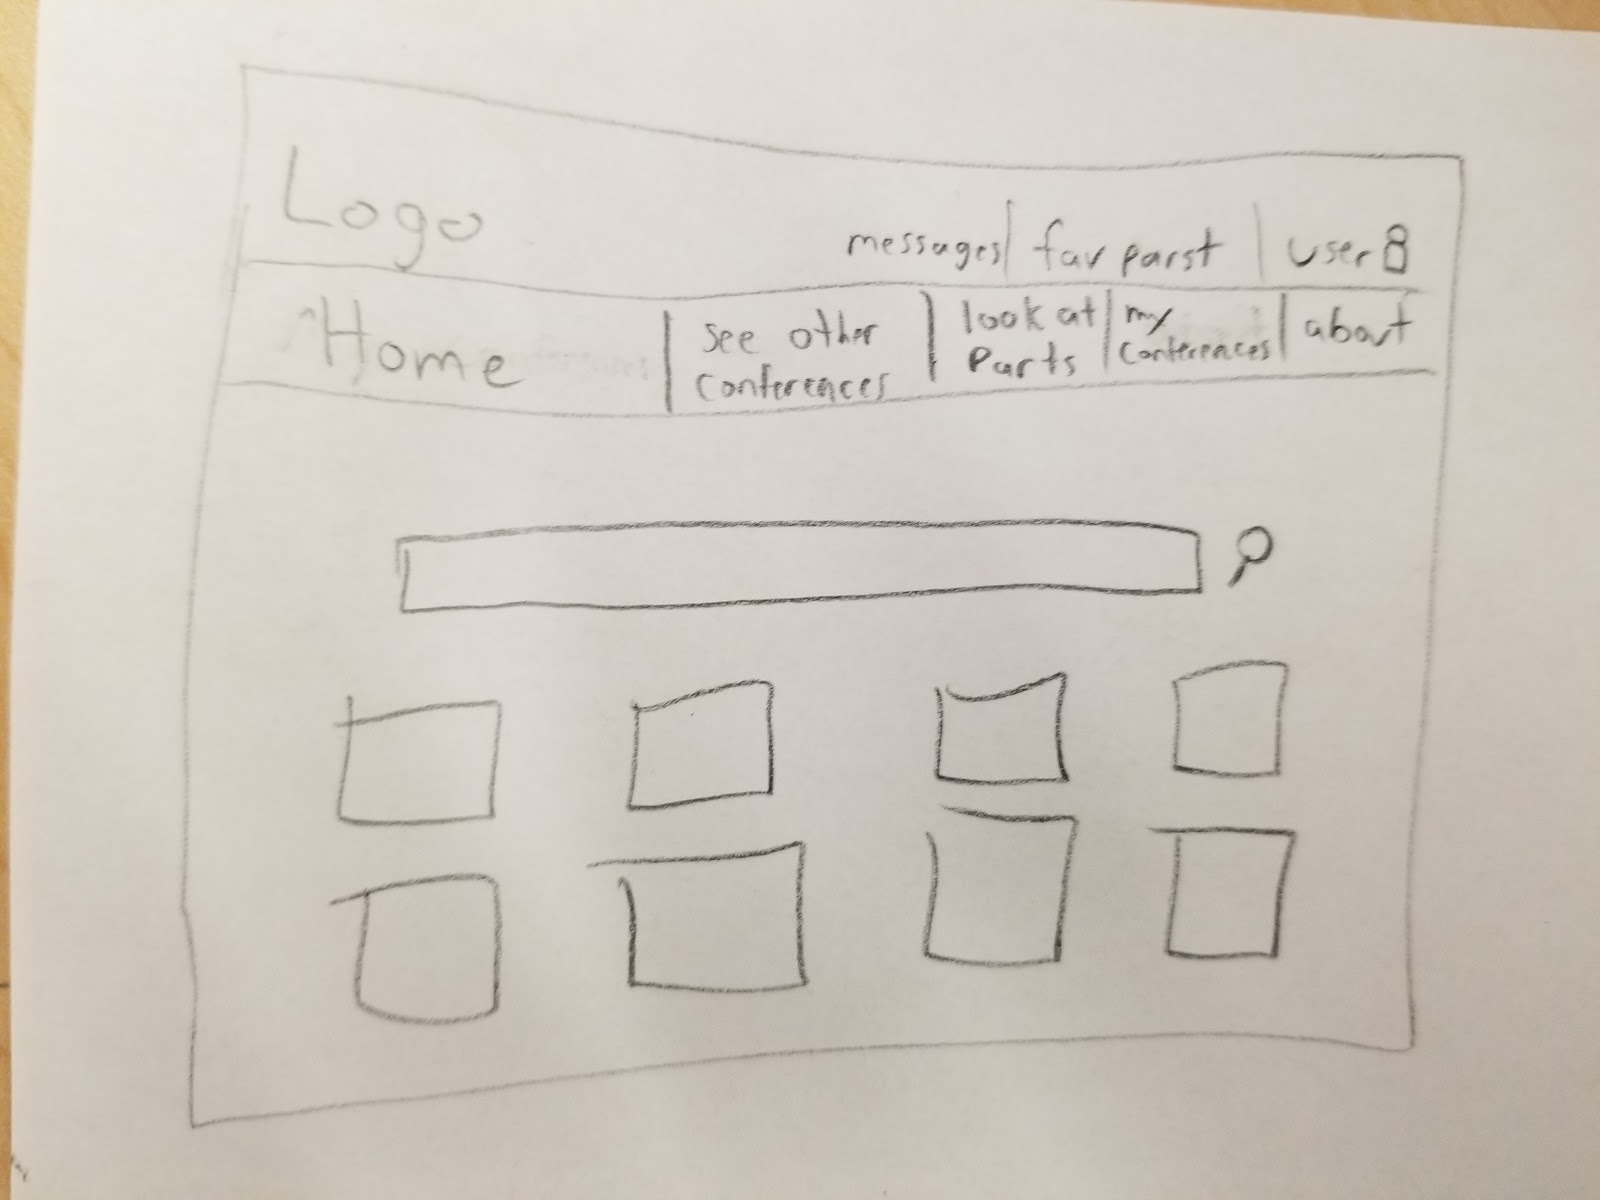 Logo
messages | fav parst | user
Home | see other conferences | look at parts | my conferences | about